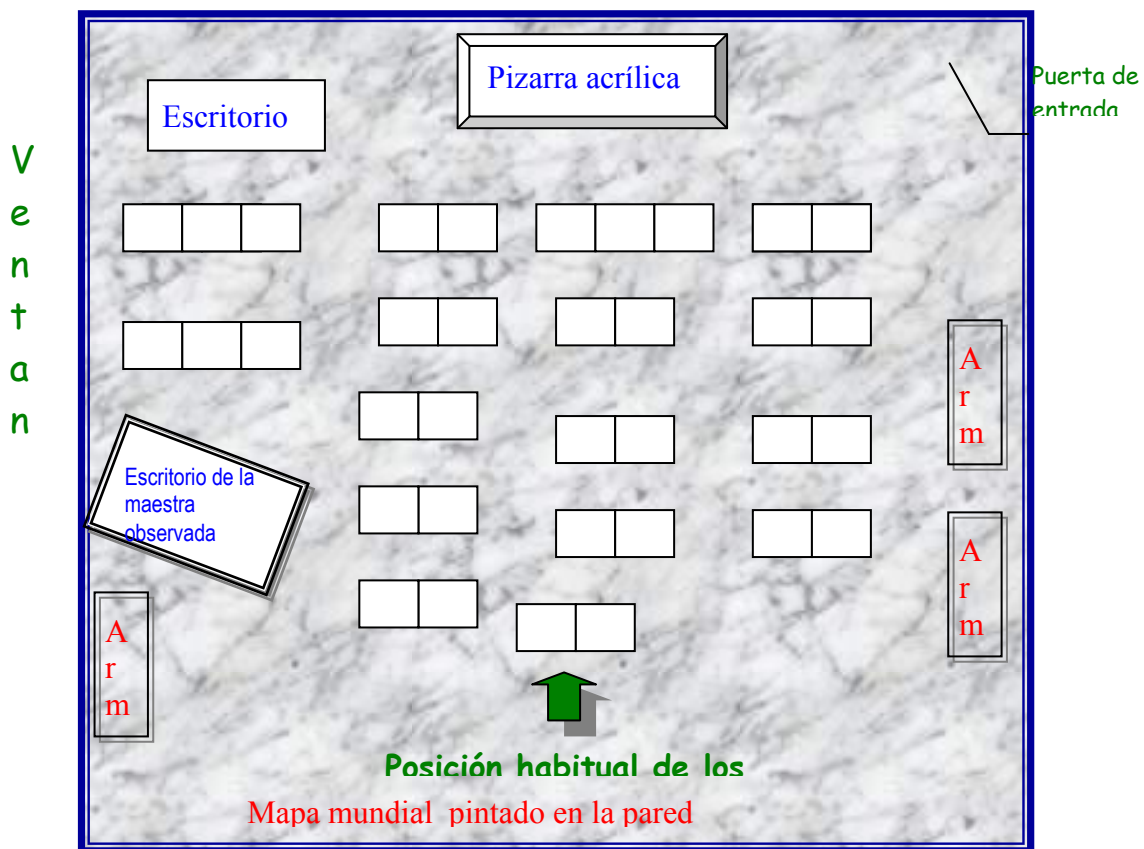 Pizarra acrílica
Escritorio
Puerta de
entrada
V
e
n
t
a
n
A
r
m
Escritorio de la
maestra
observada
A
r
m
A
r
m
Posición habitual de los
Mapa mundial pintado en la pared